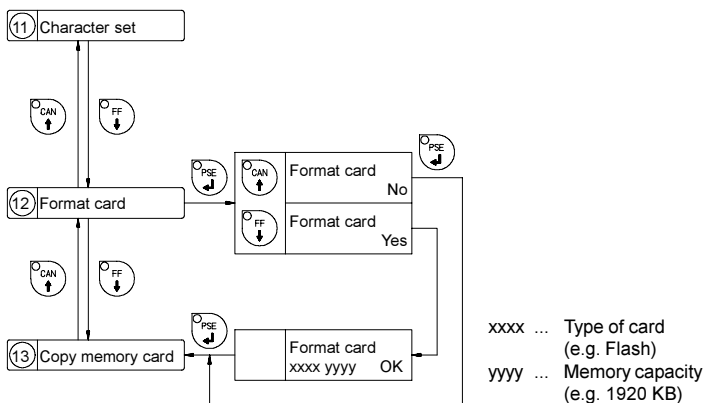 11 Character set
CAN
FF
PSE
CAN
Format card
No
PSE
12 Format card
FF
Format card
Yes
CAN
FF
PSE
13 Copy memory card
Format card
xxxx yyyy OK
xxxx ... Type of card
(e.g. Flash)
yyyy ... Memory capacity
(e.g. 1920 KB)